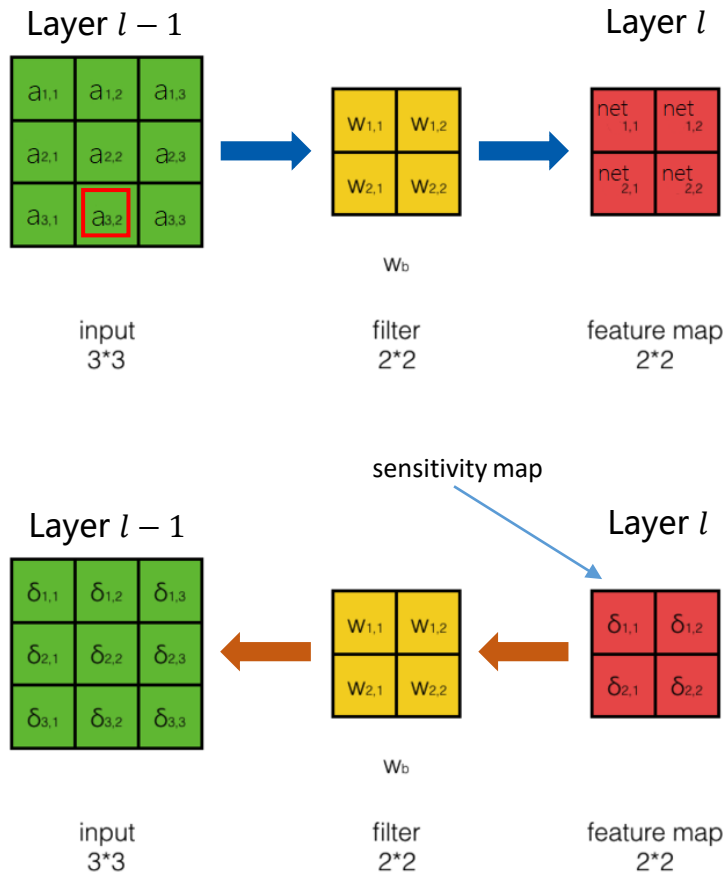 Layer l − 1 Layer l
a1,1 a1,2 a1,3
a2,1 a2,2 a2,3
a3,1 a3,2 a3,3
w1,1 w1,2
w2,1 w2,2
wb
net1,1 net1,2
net2,1 net2,2
input filter feature map
3*3 2*2 2*2
sensitivity map
Layer l − 1 Layer l
δ1,1 δ1,2 δ1,3
δ2,1 δ2,2 δ2,3
δ3,1 δ3,2 δ3,3
w1,1 w1,2
w2,1 w2,2
wb
δ1,1 δ1,2
δ2,1 δ2,2
input filter feature map
3*3 2*2 2*2